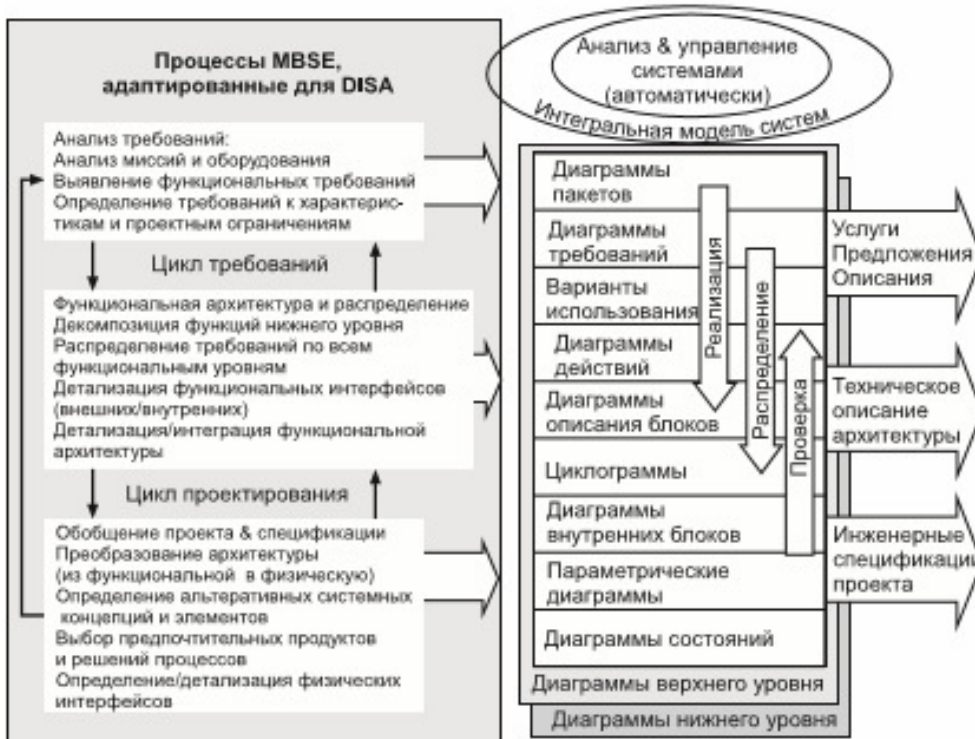 Процессы MBSE,
адаптированные для DISA
Анализ требований:
Анализ миссий и оборудования
Выявление функциональных требований
Определение требований к характерис-
тикам и проектным ограничениям
Цикл требований
Функциональная архитектура и распределение
Декомпозиция функций нижнего уровня
Распределение требований по всем
функциональным уровням
Детализация функциональных интерфейсов
(внешних/внутренних)
Детализация/интеграция функциональной
архитектуры
Цикл проектирования
Обобщение проекта & спецификации
Преобразование архитектуры
(из функциональной в физическую)
Определение альтеративных системных
концепций и элементов
Выбор предпочтительных продуктов
и решений процессов
Определение/детализация физических
интерфейсов
Анализ & управление
системами
(автоматически)
Интегральная модель систем
Диаграммы
пакетов
Диаграммы
требований
Варианты
использования
Диаграммы
действий
Диаграммы
описания блоков
Циклограммы
Диаграммы
внутренних блоков
Параметрические
диаграммы
Диаграммы состояний
Реализация
Распределение
Проверка
Диаграммы верхнего уровня
Диаграммы нижнего уровня
Услуги
Предложения
Описания
Техническое
описание
архитектуры
Инженерные
спецификации
проекта